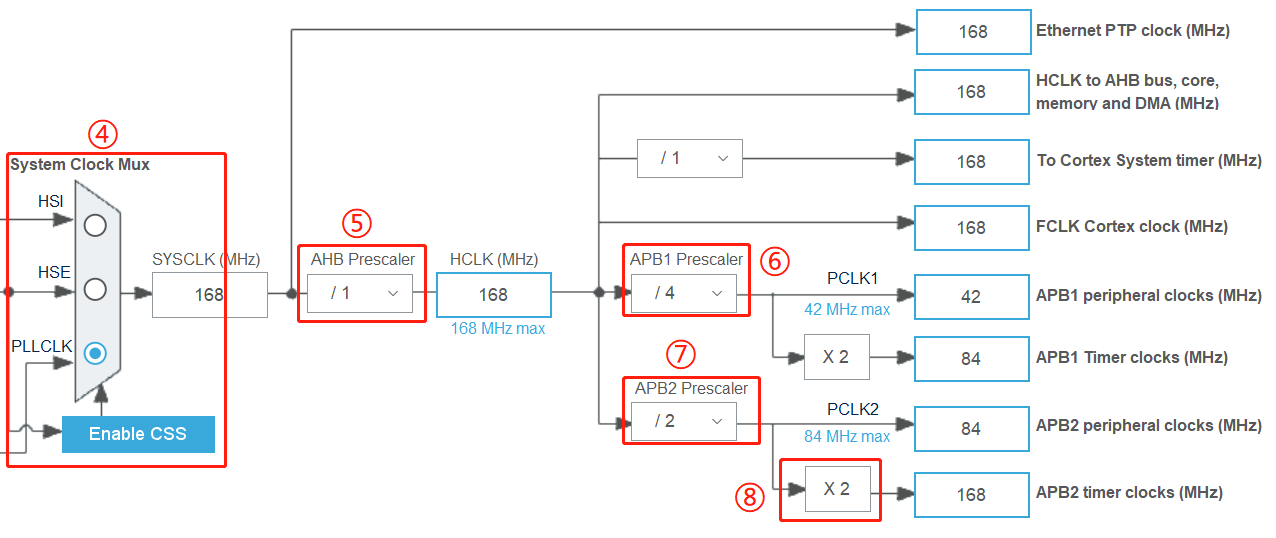 168
Ethernet PTP clock (MHz)
168
HCLK to AHB bus, core,
memory and DMA (MHz)
④
System Clock Mux
/ 1
168
To Cortex System timer (MHz)
HSI
⑤
168
FCLK Cortex clock (MHz)
SYSCLK (MHz)
AHB Prescaler
HCLK (MHz)
APB1 Prescaler
⑥
HSE
168
/ 1
168
/ 4
PCLK1
42
APB1 peripheral clocks (MHz)
168 MHz max
42 MHz max
PLLCLK
⑦
X 2
84
APB1 Timer clocks (MHz)
APB2 Prescaler
Enable CSS
/ 2
PCLK2
84 MHz max
84
APB2 peripheral clocks (MHz)
⑧
X 2
168
APB2 timer clocks (MHz)